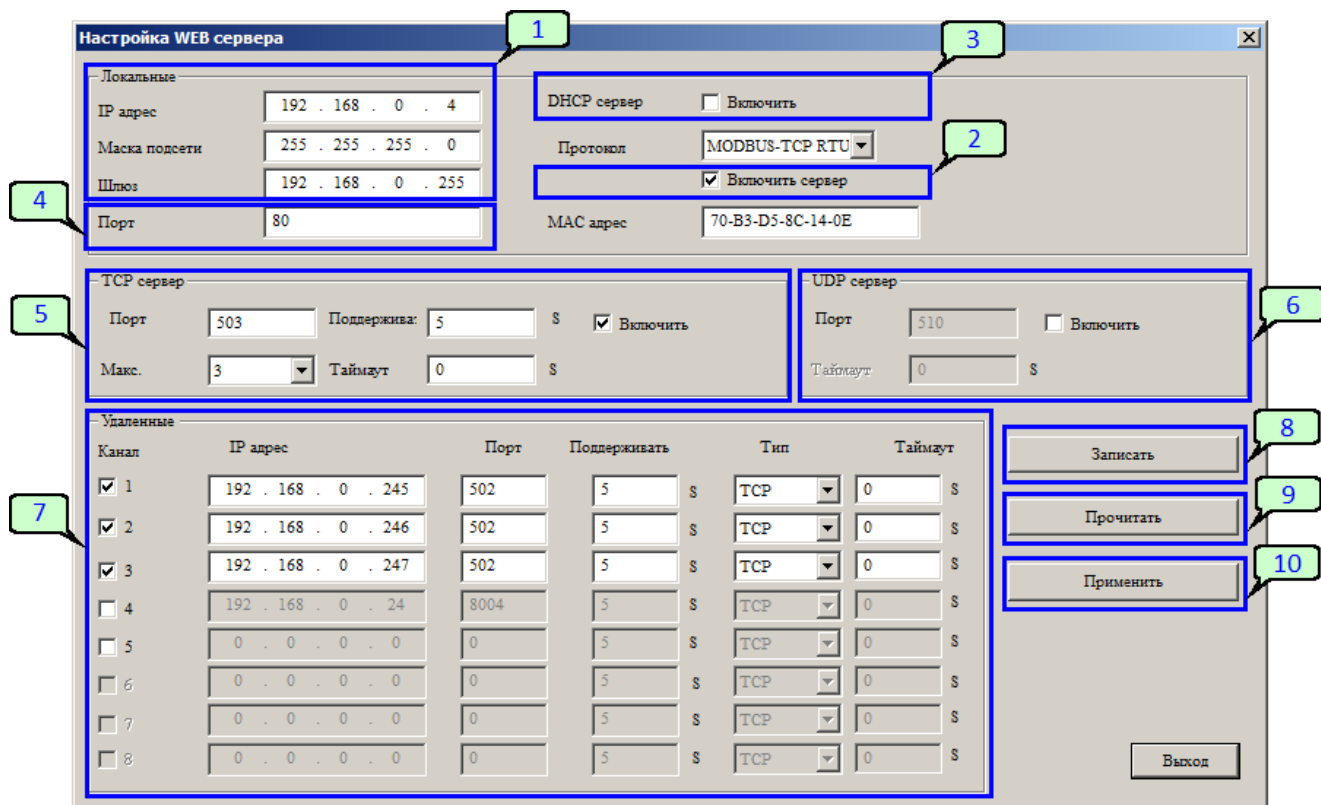 Настройка WEB сервера
1
3
Локальные
IP адрес 192 . 168 . 0 . 4
DHCP сервер Включить
Маска подсети 255 . 255 . 255 . 0
Протокол MODBUS-TCP RTU
2
Шлюз 192 . 168 . 0 . 255
Включить сервер
4
Порт 80
MAC адрес 70-B3-D5-8C-14-0E
TCP сервер
5
Порт 503 Поддержива: 5 S Включить
Макс. 3 Таймаут 0 S
UDP сервер
6
Порт 510 Включить
Таймаут 0 S
Удаленные
7
Канал IP адрес Порт Поддерживать Тип Таймаут
1 192 . 168 . 0 . 245 502 5 S TCP 0 S
2 192 . 168 . 0 . 246 502 5 S TCP 0 S
3 192 . 168 . 0 . 247 502 5 S TCP 0 S
4 192 . 168 . 0 . 24 8004 5 S TCP 0 S
5 0 . 0 . 0 . 0 0 5 S TCP 0 S
6 0 . 0 . 0 . 0 0 5 S TCP 0 S
7 0 . 0 . 0 . 0 0 5 S TCP 0 S
8 0 . 0 . 0 . 0 0 5 S TCP 0 S
8
Записать
9
Прочитать
10
Применить
Выход